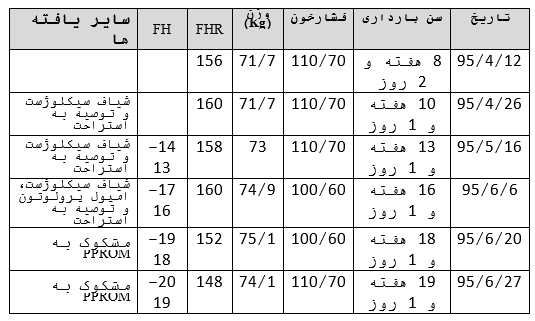 تاریخ	سن بارداری	فشارخون	وزن (Kg)	FHR	FH	سایر یافته ها
95/4/12	8 هفته و 2 روز	110/70	71/7	156
95/4/26	10 هفته و 1 روز	110/70	71/7	160		شیاف سیکلوژست و توصیه به استراحت
95/5/16	13 هفته و 1 روز	110/70	73	158	14–13	شیاف سیکلوژست و توصیه به استراحت
95/6/6	16 هفته و 1 روز	100/60	74/9	160	17–16	شیاف سیکلوژست، امپول پرولوتون و توصیه به استراحت
95/6/20	18 هفته و 1 روز	100/60	75/1	152	19–18	مشکوک به PPROM
95/6/27	19 هفته و 1 روز	110/70	74/1	148	20–19	مشکوک به PPROM